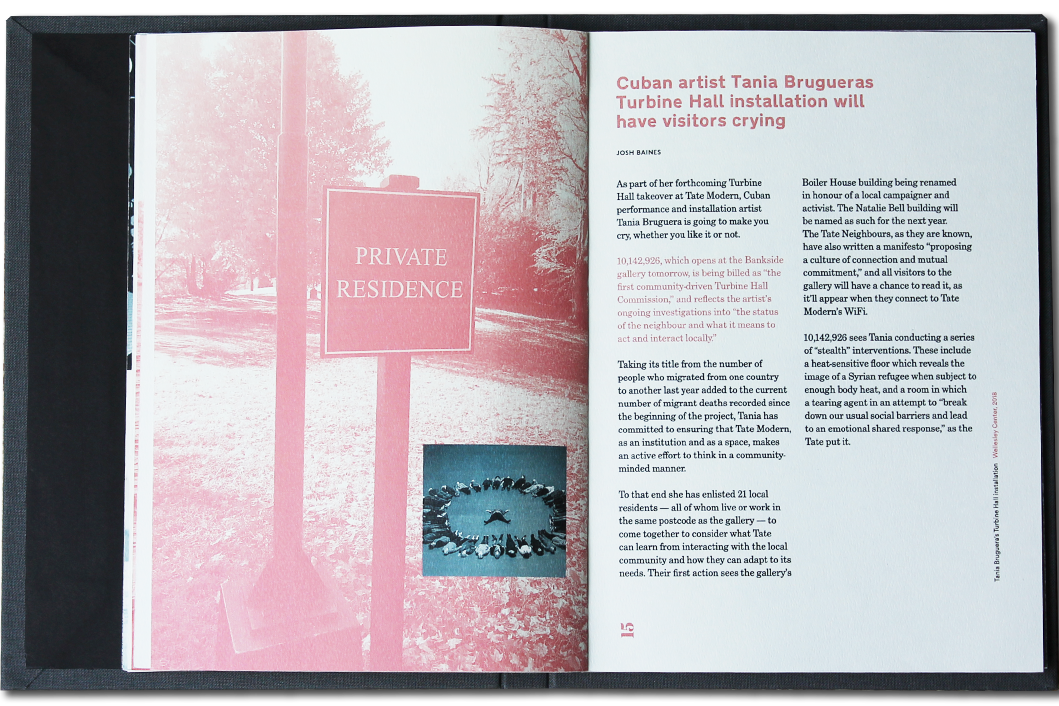 PRIVATE
RESIDENCE
Cuban artist Tania Brugueras
Turbine Hall installation will
have visitors crying
JOSH BAINES
As part of her forthcoming Turbine
Hall takeover at Tate Modern, Cuban
performance and installation artist
Tania Bruguera is going to make you
cry, whether you like it or not.
10,142,926, which opens at the Bankside
gallery tomorrow, is being billed as “the
first community-driven Turbine Hall
Commission,” and reflects the artist's
ongoing investigations into “the status
of the neighbour and what it means to
act and interact locally.”
Taking its title from the number of
people who migrated from one country
to another last year added to the current
number of migrant deaths recorded since
the beginning of the project, Tania has
committed to ensuring that Tate Modern,
as an institution and as a space, makes
an active effort to think in a community-
minded manner.
To that end she has enlisted 21 local
residents — all of whom live or work in
the same postcode as the gallery — to
come together to consider what Tate
can learn from interacting with the local
community and how they can adapt to its
needs. Their first action sees the gallery's
Boiler House building being renamed
in honour of a local campaigner and
activist. The Natalie Bell building will
be named as such for the next year.
The Tate Neighbours, as they are known,
have also written a manifesto “proposing
a culture of connection and mutual
commitment,” and all visitors to the
gallery will have a chance to read it, as
it'll appear when they connect to Tate
Modern's WiFi.
10,142,926 sees Tania conducting a series
of “stealth” interventions. These include
a heat-sensitive floor which reveals the
image of a Syrian refugee when subject to
enough body heat, and a room in which
a tearing agent in an attempt to “break
down our usual social barriers and lead
to an emotional shared response,” as the
Tate put it.
Tania Bruguera's Turbine Hall Installation Wellesley Center, 2018
15